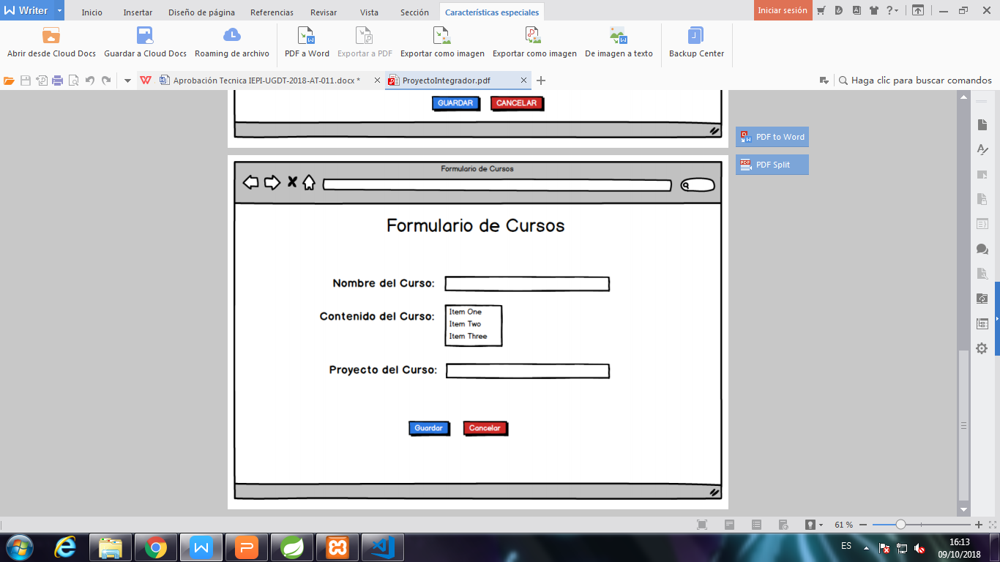 Writer
Inicio Insertar Diseño de página Referencias Revisar Vista Sección Características especiales
Iniciar sesión
Abrir desde Cloud Docs Guardar a Cloud Docs Roaming de archivo PDF a Word Exportar a PDF Exportar como imagen Exportar como imagen De imagen a texto Backup Center
Aprobación Tecnica IEPI-UGDT-2018-AT-011.docx * ProyectoIntegrador.pdf
Haga clic para buscar comandos
GUARDAR CANCELAR
PDF to Word
PDF Split
Formulario de Cursos
Formulario de Cursos
Nombre del Curso:
Contenido del Curso:
Item One
Item Two
Item Three
Proyecto del Curso:
Guardar Cancelar
61 %
ES
16:13
09/10/2018